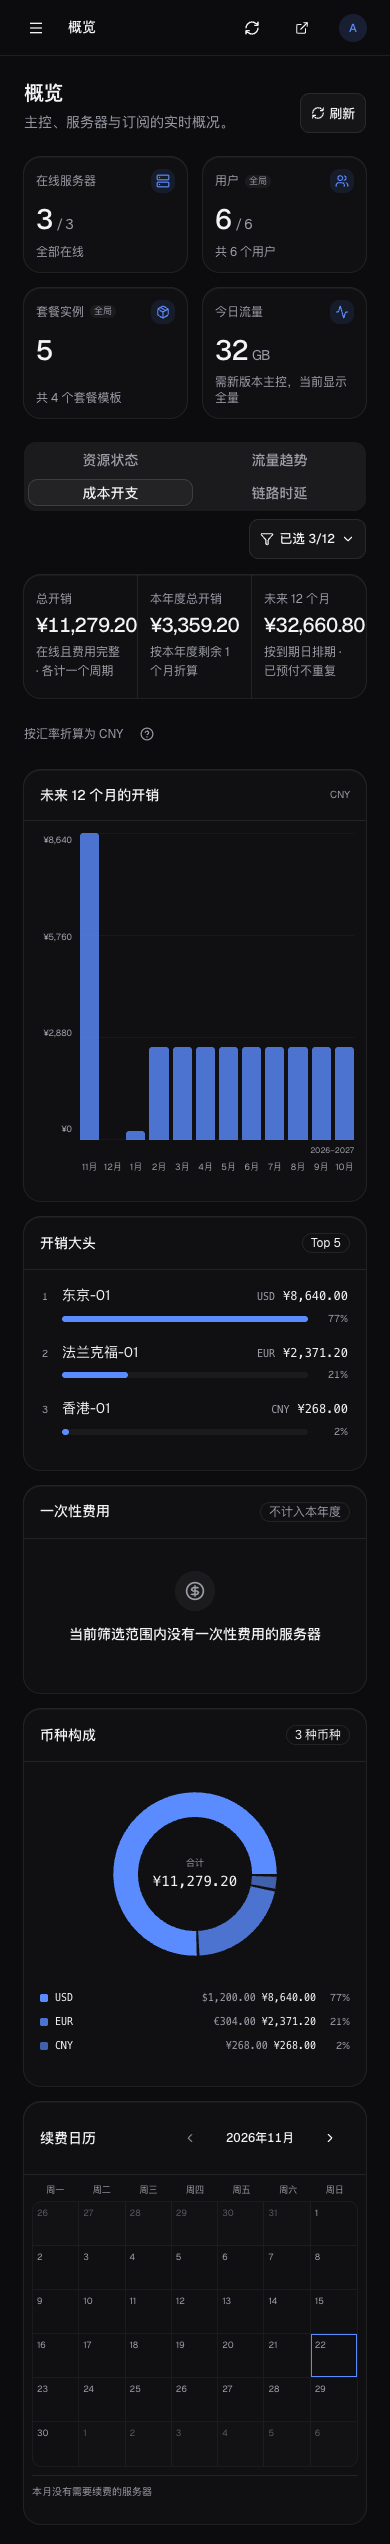 概览
A
概览
主控、服务器与订阅的实时概况。
刷新
在线服务器
3 / 3
全部在线
用户 全局
6 / 6
共 6 个用户
套餐实例 全局
5
共 4 个套餐模板
今日流量
32 GB
需新版本主控，当前显示
全量
资源状态
流量趋势
成本开支
链路时延
已选 3/12
总开销
¥11,279.20
在线且费用完整
· 各计一个周期
本年度总开销
¥3,359.20
按本年度剩余 1
个月折算
未来 12 个月
¥32,660.80
按到期日排期 ·
已预付不重复
按汇率折算为 CNY
未来 12 个月的开销
CNY
¥8,640
¥5,760
¥2,880
¥0
2026–2027
11月 12月 1月 2月 3月 4月 5月 6月 7月 8月 9月 10月
开销大头
Top 5
1 东京-01 USD ¥8,640.00
77%
2 法兰克福-01 EUR ¥2,371.20
21%
3 香港-01 CNY ¥268.00
2%
一次性费用
不计入本年度
当前筛选范围内没有一次性费用的服务器
币种构成
3 种币种
合计
¥11,279.20
USD $1,200.00 ¥8,640.00 77%
EUR €304.00 ¥2,371.20 21%
CNY ¥268.00 ¥268.00 2%
续费日历
2026年11月
周一 周二 周三 周四 周五 周六 周日
26 27 28 29 30 31 1
2 3 4 5 6 7 8
9 10 11 12 13 14 15
16 17 18 19 20 21 22
23 24 25 26 27 28 29
30 1 2 3 4 5 6
本月没有需要续费的服务器